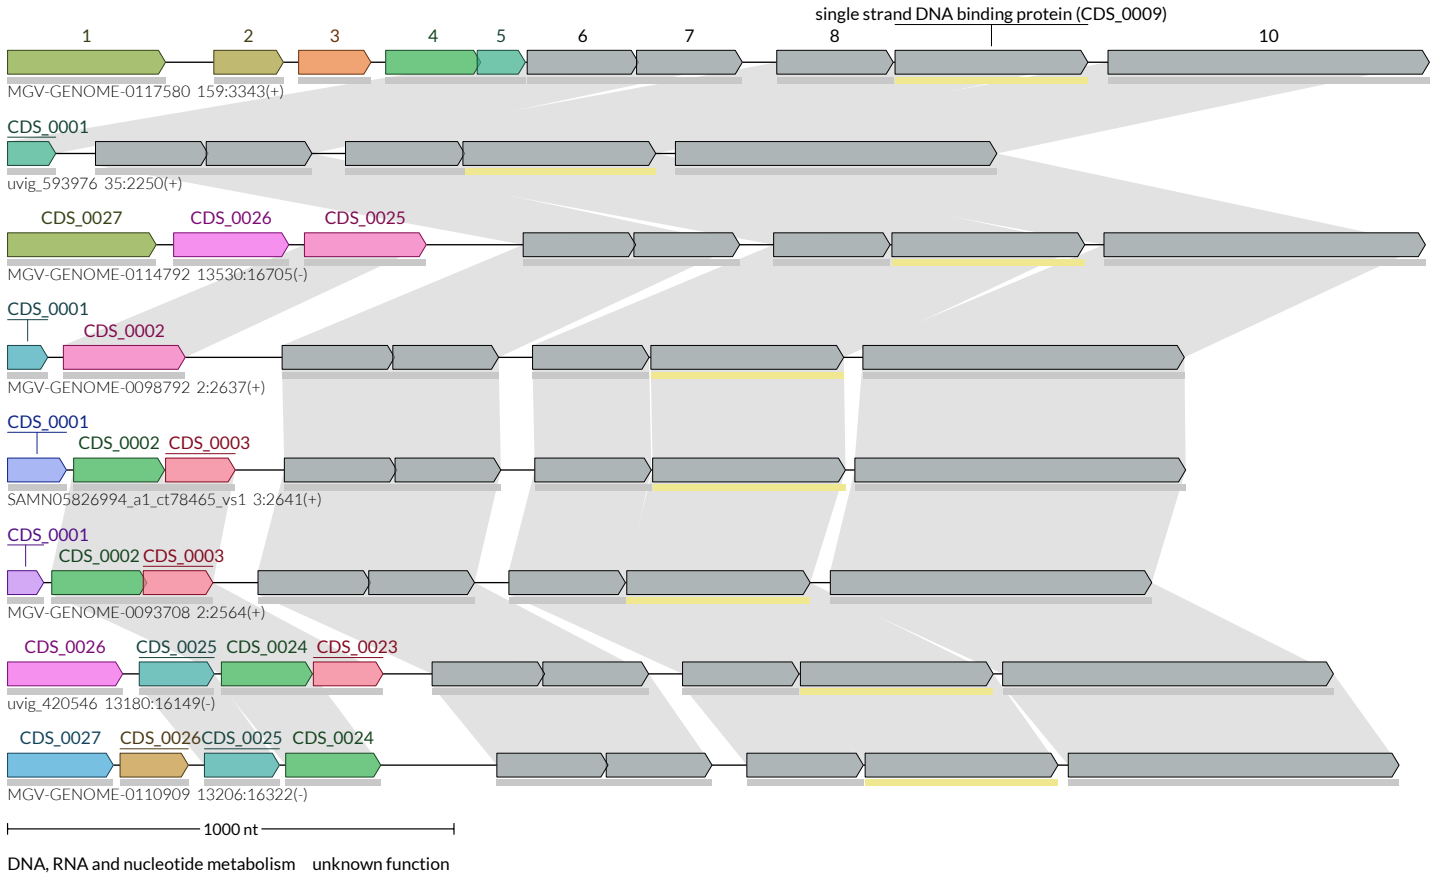 single strand DNA binding protein (CDS_0009)
1 2 3 4 5 6 7 8 10
MGV-GENOME-0117580 159:3343(+)
CDS_0001
uvig_593976 35:2250(+)
CDS_0027 CDS_0026 CDS_0025
MGV-GENOME-0114792 13530:16705(-)
CDS_0001
CDS_0002
MGV-GENOME-0098792 2:2637(+)
CDS_0001
CDS_0002 CDS_0003
SAMN05826994_a1_ct78465_vs1 3:2641(+)
CDS_0001
CDS_0002 CDS_0003
MGV-GENOME-0093708 2:2564(+)
CDS_0026 CDS_0025 CDS_0024 CDS_0023
uvig_420546 13180:16149(-)
CDS_0027 CDS_0026 CDS_0025 CDS_0024
MGV-GENOME-0110909 13206:16322(-)
1000 nt
DNA, RNA and nucleotide metabolism unknown function